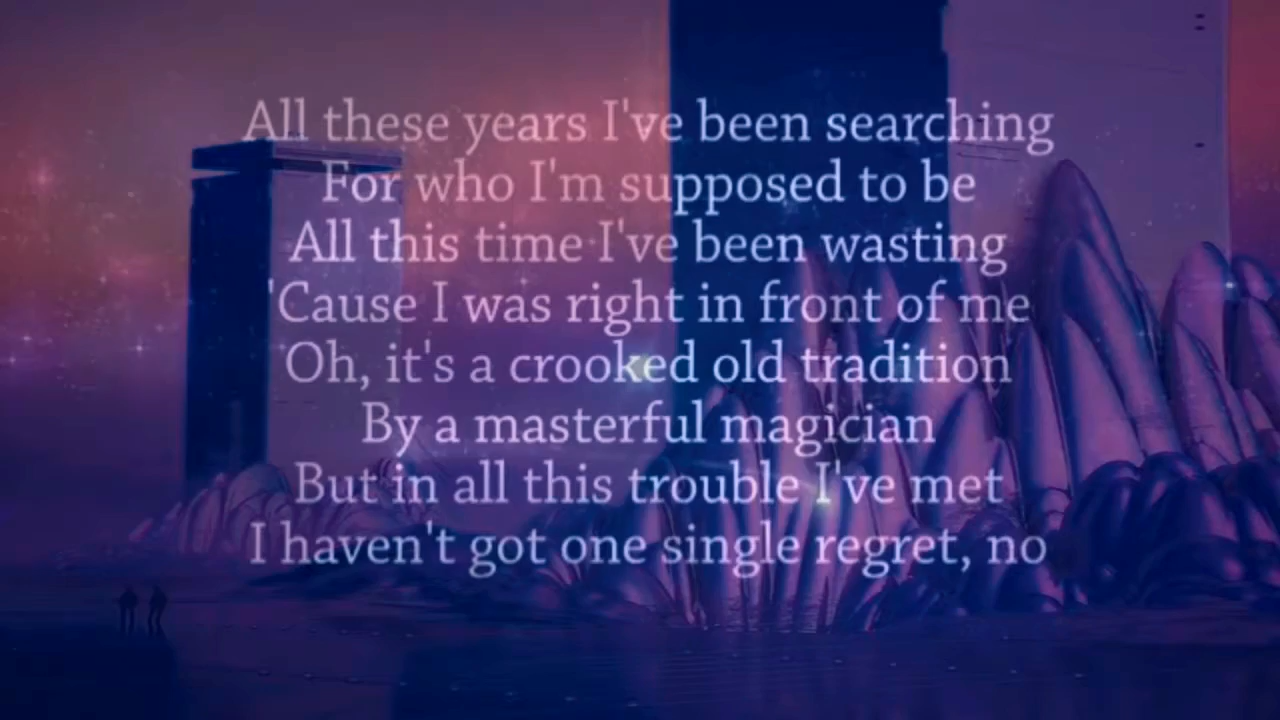 All these years I've been searching
For who I'm supposed to be
All this time I've been wasting
'Cause I was right in front of me
Oh, it's a crooked old tradition
By a masterful magician
But in all this trouble I've met
I haven't got one single regret, no